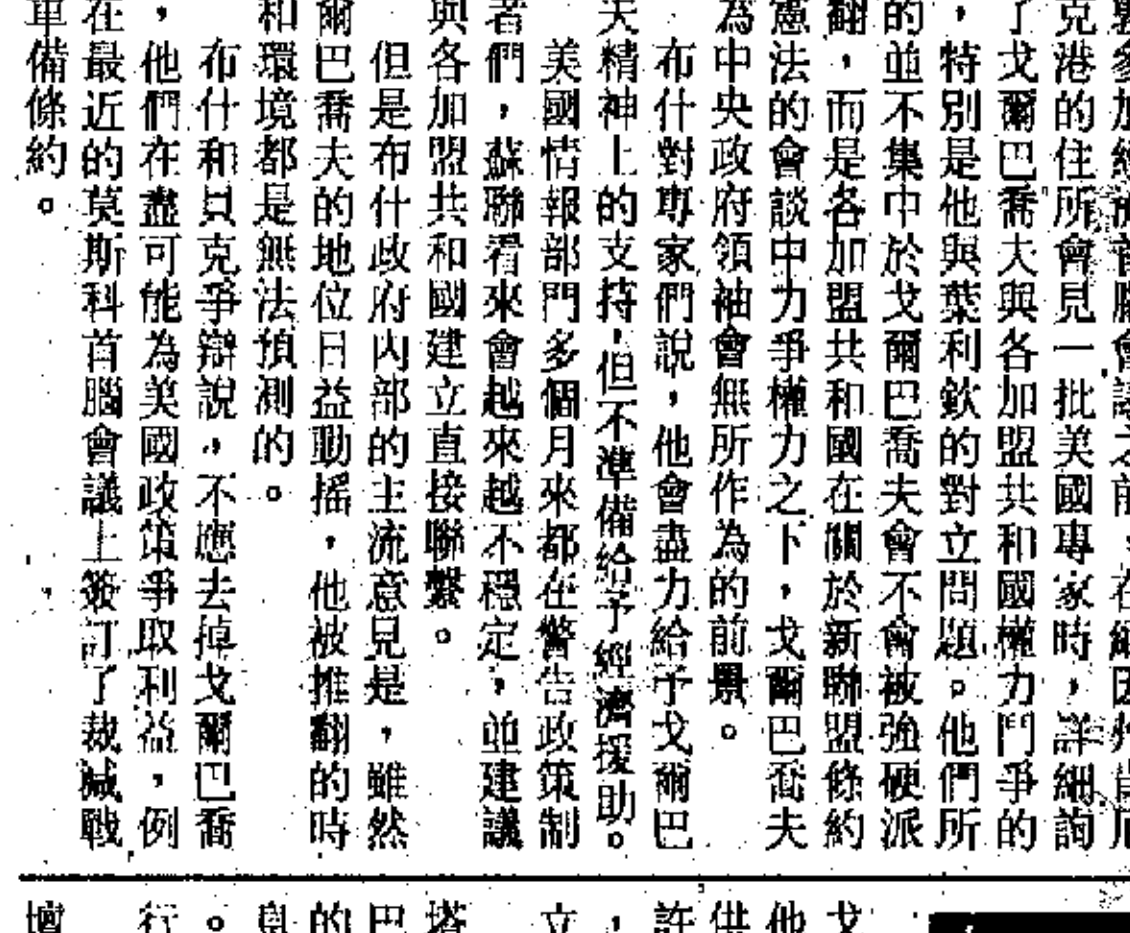 參加
克港的住所會見一批美國專家時，詳細詢
了戈爾巴喬夫與各加盟共和國權力鬥爭的
，特別是他與葉利欽的對立問題。他們所
的並不集中於戈爾巴喬夫會不會被強硬派
翻，而是各加盟共和國在關於新聯盟條約
憲法的會談中力爭權力之下，戈爾巴喬夫
為中央政府領袖會無所作為的前景。
布什對專家們說，他會盡力給予戈爾巴
夫精神上的支持，但不準備給予經濟援助。
美國情報部門多個月來都在警告政策制
者們，蘇聯看來會越來越不穩定，並建議
與各加盟共和國建立直接聯繫。
但是布什政府內部的主流意見是，雖然
爾巴喬夫的地位日益動搖，他被推翻的時
和環境都是無法預測的。
布什和貝克爭辯說，不應去掉戈爾巴喬
，他們在盡可能為美國政策爭取利益，例
在最近的莫斯科首腦會議上簽訂了裁減戰
備條約。
戈
他
供
許
，
立
塔
巴
的
息
。
行
壇